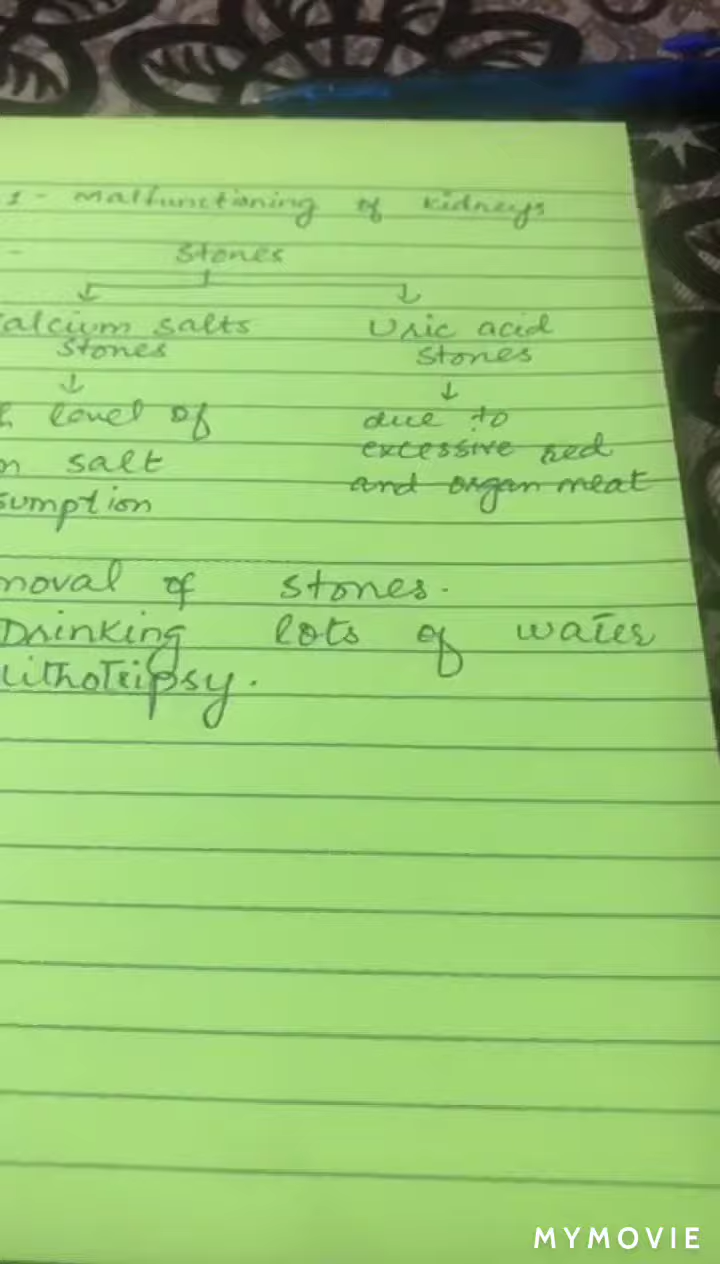 1- Malfunctioning of kidneys
- Stones
alcium salts Uric acid
stones stones
level of due to
n salt excessive red
sumption and organ meat
moval of stones.
Drinking lots of water
Lithotripsy.
MYMOVIE